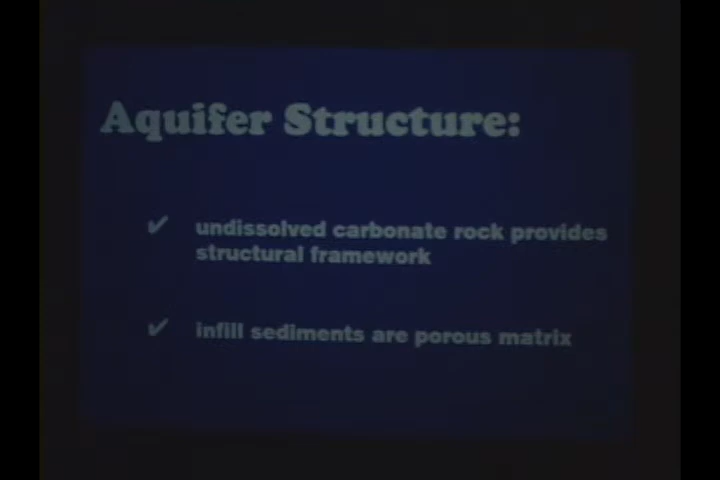 Aquifer Structure:
✔ undissolved carbonate rock provides
structural framework
✔ infill sediments are porous matrix